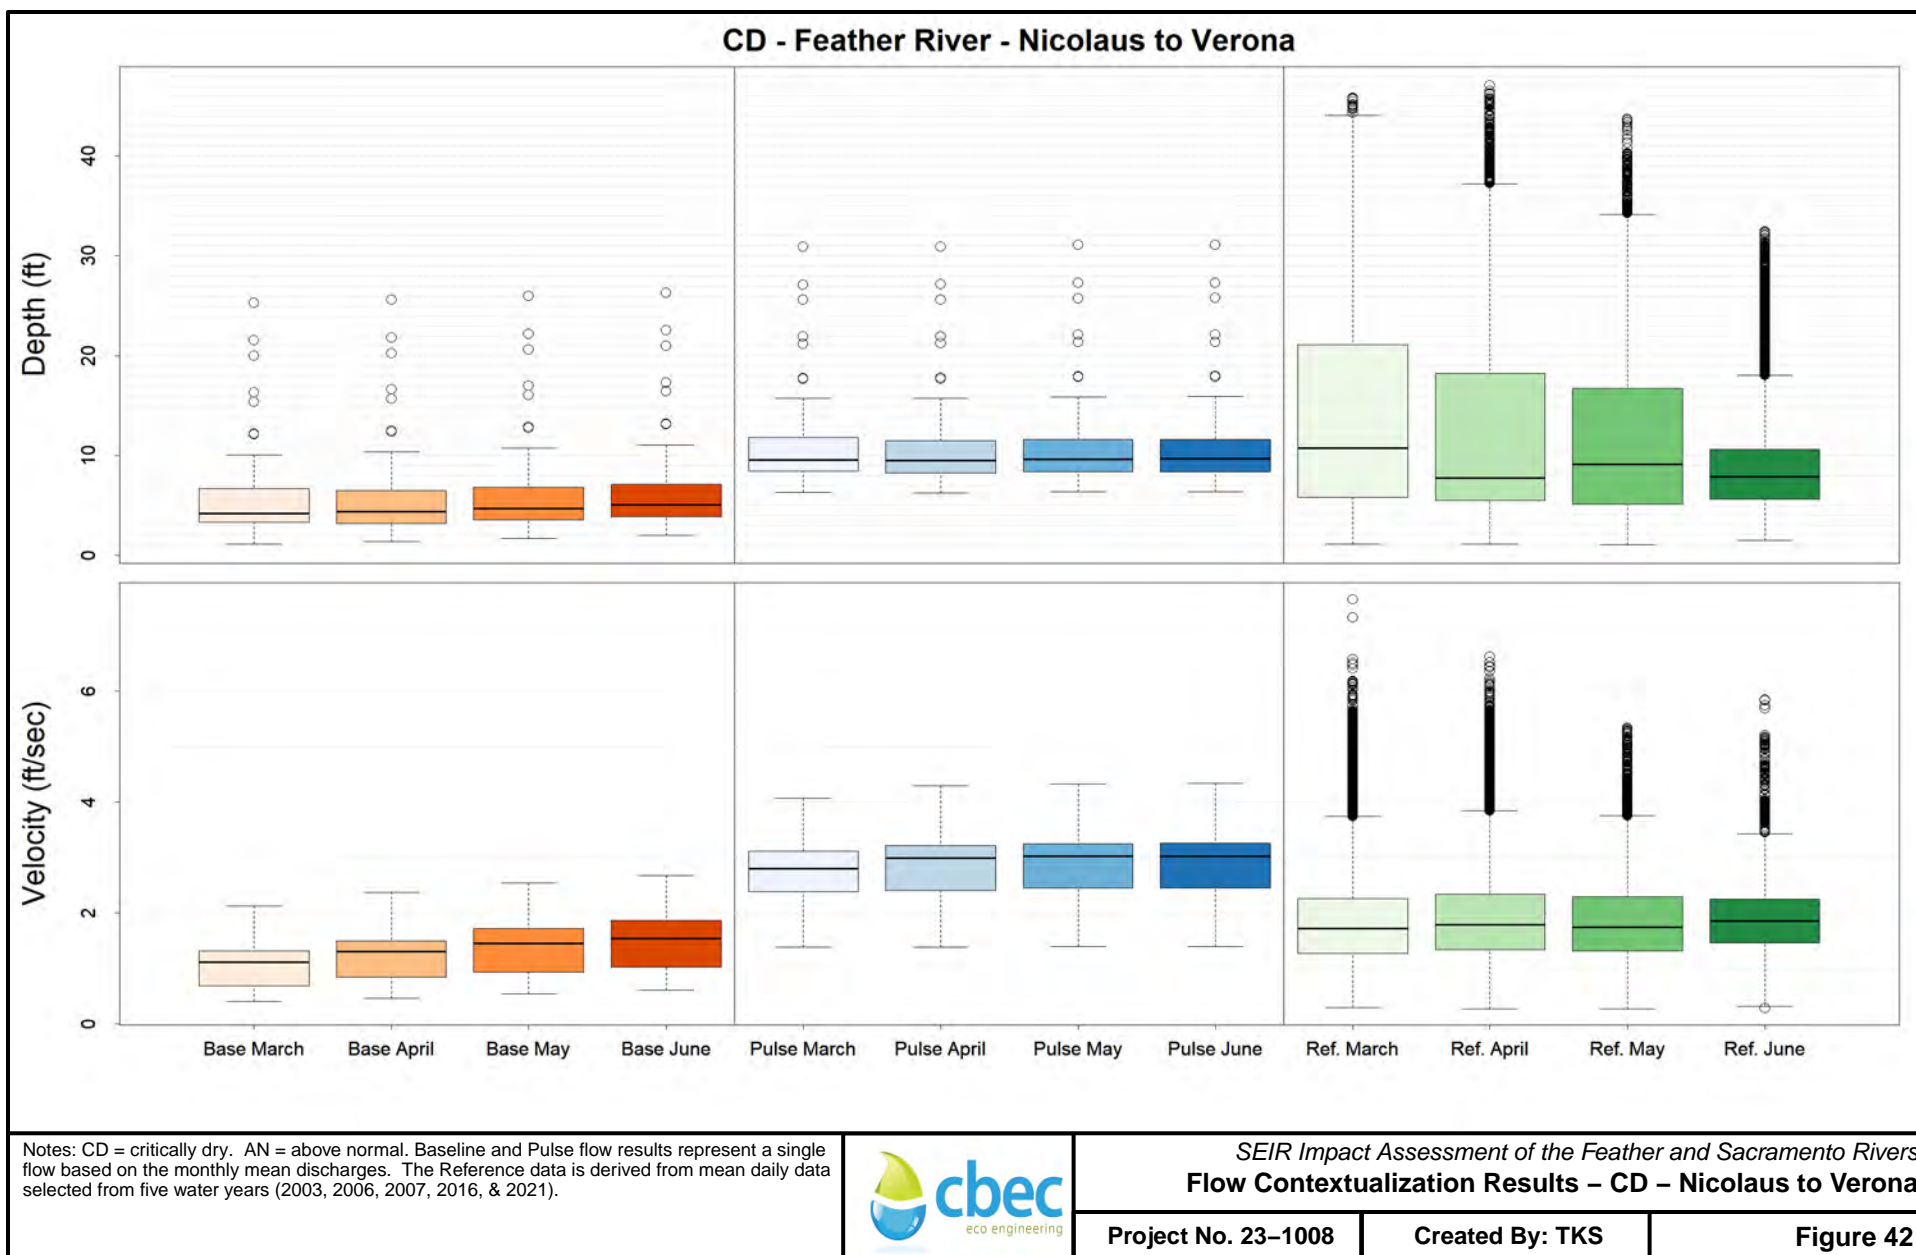 CD - Feather River - Nicolaus to Verona
Depth (ft)
40
30
20
10
0
Velocity (ft/sec)
6
4
2
0
Base March Base April Base May Base June Pulse March Pulse April Pulse May Pulse June Ref. March Ref. April Ref. May Ref. June
Notes: CD = critically dry. AN = above normal. Baseline and Pulse flow results represent a single
flow based on the monthly mean discharges. The Reference data is derived from mean daily data
selected from five water years (2003, 2006, 2007, 2016, & 2021).
cbec
eco engineering
SEIR Impact Assessment of the Feather and Sacramento Rivers
Flow Contextualization Results – CD – Nicolaus to Verona
Project No. 23–1008 Created By: TKS Figure 42